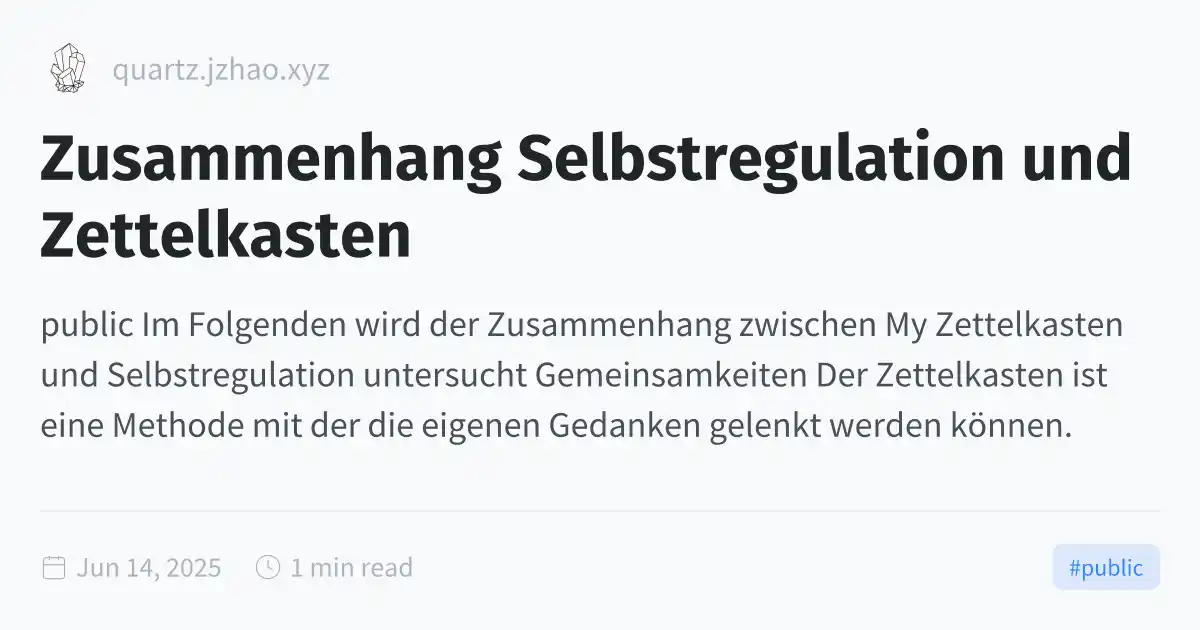 quartz.jzhao.xyz
Zusammenhang Selbstregulation und
Zettelkasten
public Im Folgenden wird der Zusammenhang zwischen My Zettelkasten
und Selbstregulation untersucht Gemeinsamkeiten Der Zettelkasten ist
eine Methode mit der die eigenen Gedanken gelenkt werden können.
Jun 14, 2025 1 min read #public